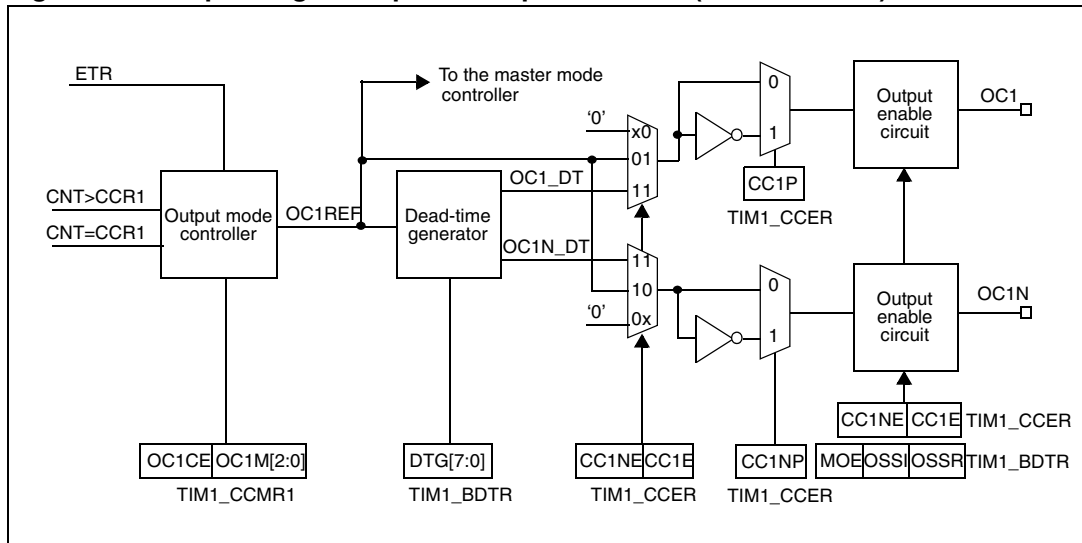 ETR
To the master mode
controller
CNT>CCR1
CNT=CCR1
Output mode
controller
OC1REF
Dead-time
generator
OC1_DT
OC1N_DT
'0'
x0
01
11
11
10
0x
'0'
0
1
CC1P
TIM1_CCER
0
1
Output
enable
circuit
OC1
Output
enable
circuit
OC1N
OC1CE OC1M[2:0]
TIM1_CCMR1
DTG[7:0]
TIM1_BDTR
CC1NE CC1E
TIM1_CCER
CC1NP
TIM1_CCER
CC1NE CC1E TIM1_CCER
MOE OSSI OSSR TIM1_BDTR